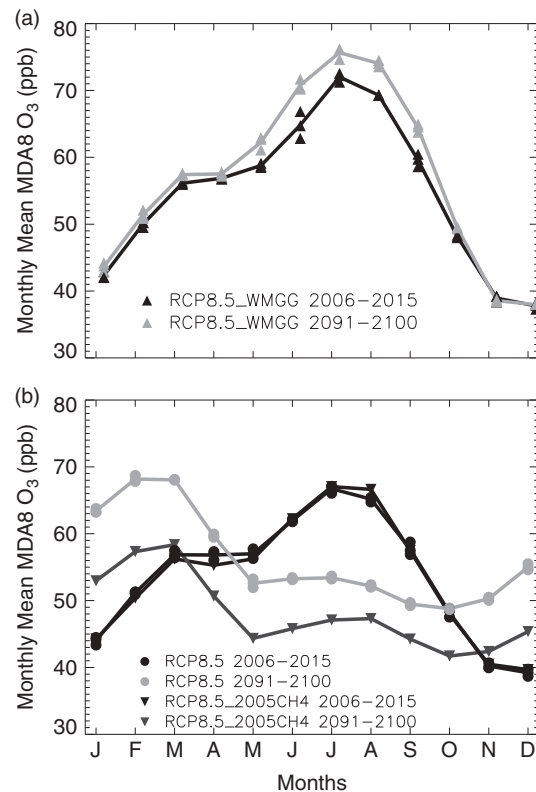 (a)
80
70
60
50
40
30
Monthly Mean MDA8 O3 (ppb)
RCP8.5_WMGG 2006−2015
RCP8.5_WMGG 2091−2100
(b)
80
70
60
50
40
30
Monthly Mean MDA8 O3 (ppb)
RCP8.5 2006−2015
RCP8.5 2091−2100
RCP8.5_2005CH4 2006−2015
RCP8.5_2005CH4 2091−2100
J F M A M J J A S O N D
Months